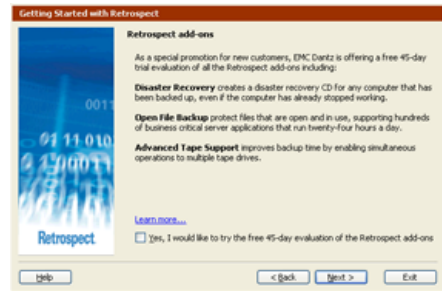 Getting Started with Retrospect
Retrospect add-ons
As a special promotion for new customers, EMC Dantz is offering a free 45-day
trial evaluation of all the Retrospect add-ons including:
Disaster Recovery creates a disaster recovery CD for any computer that has
been backed up, even if the computer has already stopped working.
Open File Backup protect files that are open and in use, supporting hundreds
of business critical server applications that run twenty-four hours a day.
Advanced Tape Support improves backup time by enabling simultaneous
operations to multiple tape drives.
0011
01 11 010
Retrospect
Learn more...
Yes, I would like to try the free 45-day evaluation of the Retrospect add-ons
Help
< Back
Next >
Exit